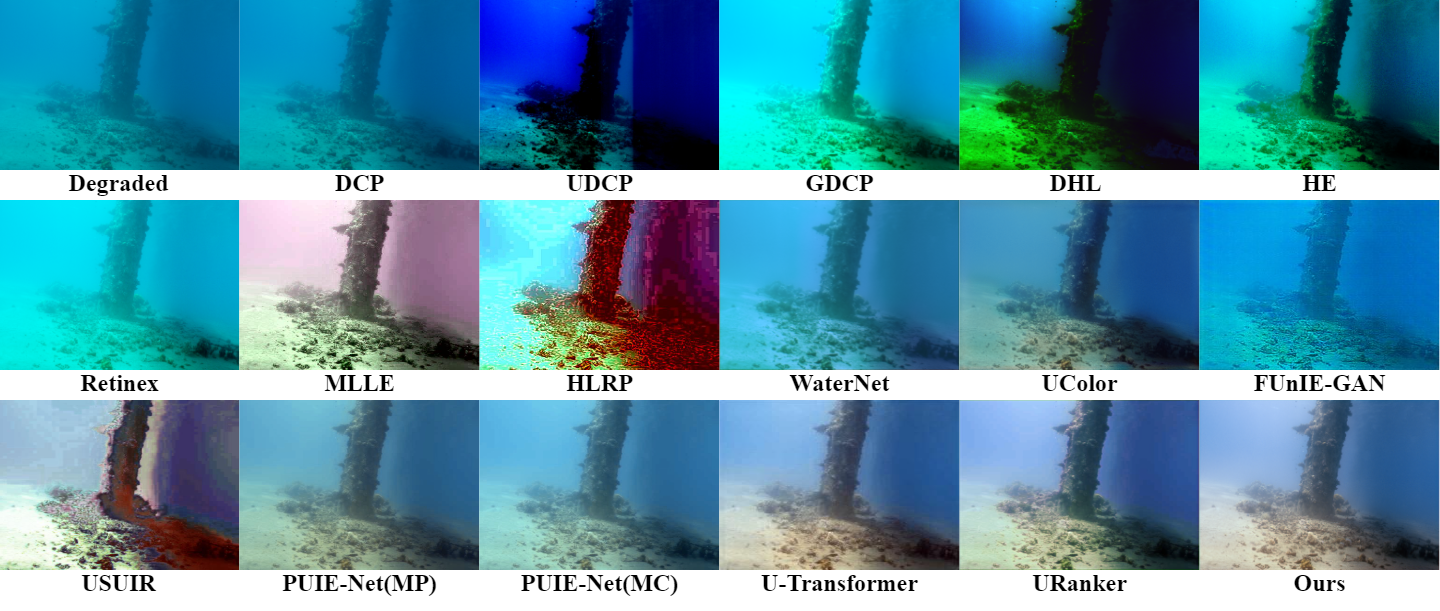 Degraded DCP UDCP GDCP DHL HE
Retinex MLLE HLRP WaterNet UColor FUnIE-GAN
USUIR PUIE-Net(MP) PUIE-Net(MC) U-Transformer URanker Ours